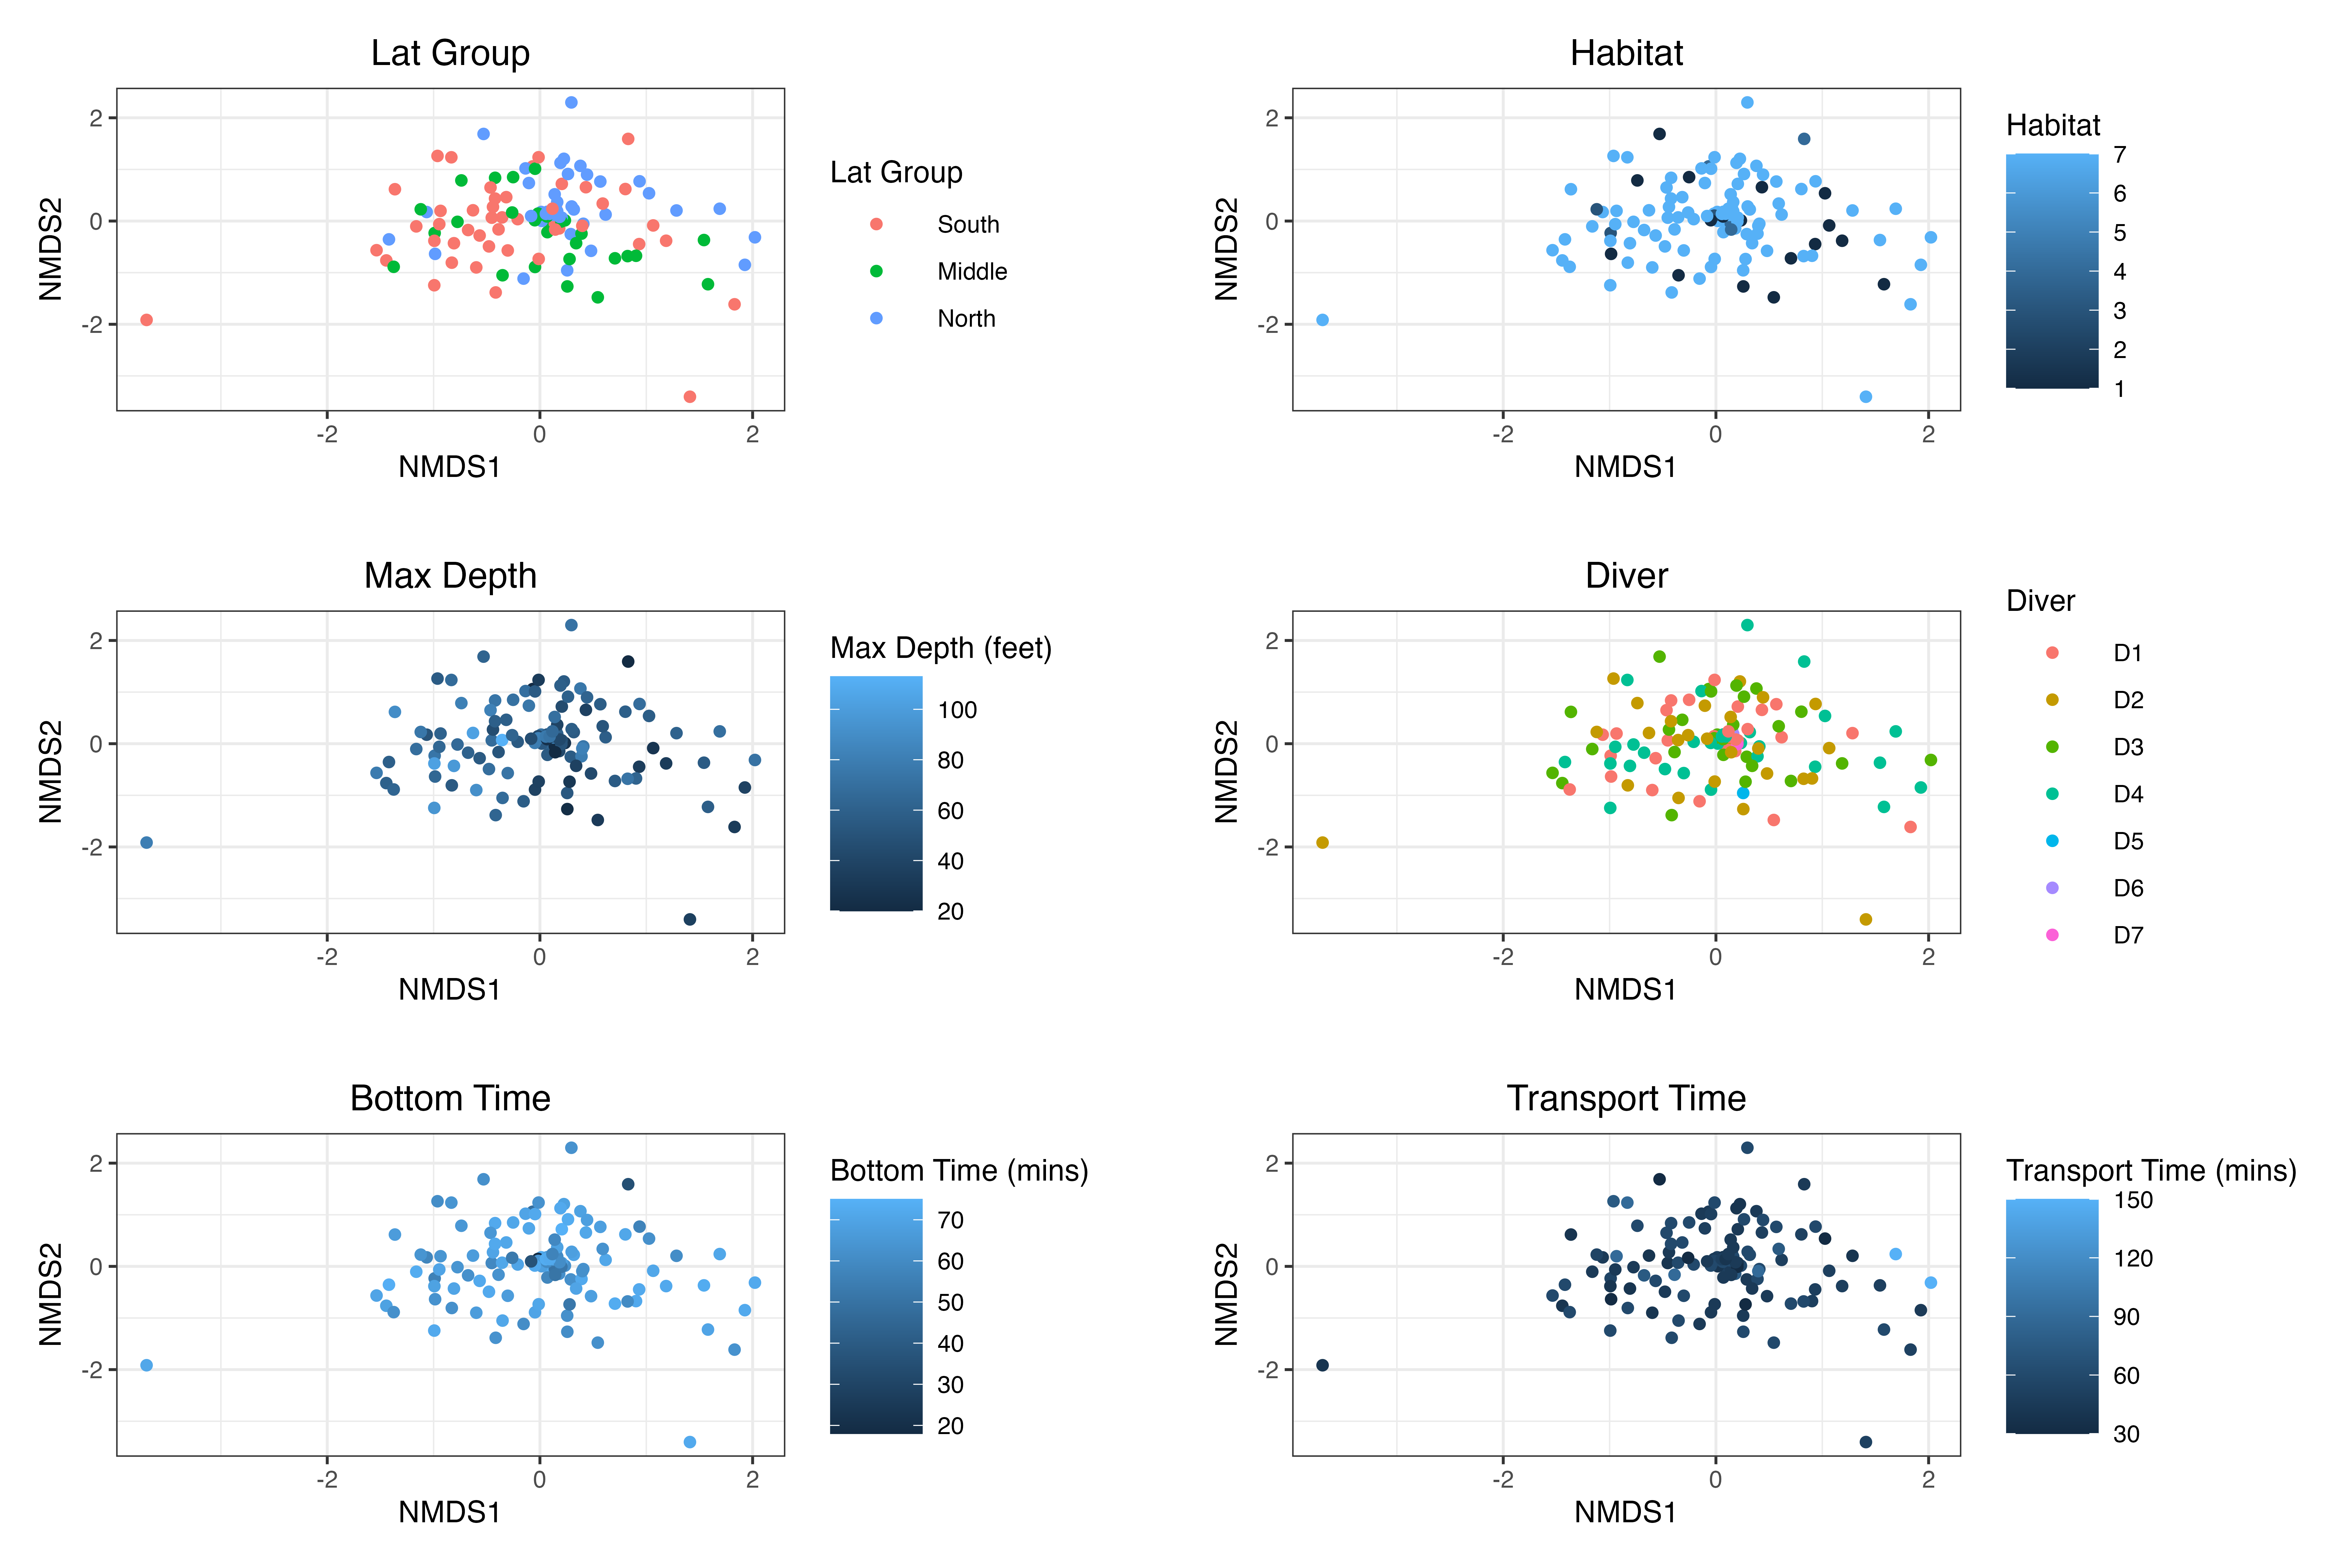 Lat Group
2
0
-2
NMDS2
-2 0 2
NMDS1
Lat Group
South
Middle
North
Habitat
2
0
-2
NMDS2
-2 0 2
NMDS1
Habitat
7
6
5
4
3
2
1
Max Depth
2
0
-2
NMDS2
-2 0 2
NMDS1
Max Depth (feet)
100
80
60
40
20
Diver
2
0
-2
NMDS2
-2 0 2
NMDS1
Diver
D1
D2
D3
D4
D5
D6
D7
Bottom Time
2
0
-2
NMDS2
-2 0 2
NMDS1
Bottom Time (mins)
70
60
50
40
30
20
Transport Time
2
0
-2
NMDS2
-2 0 2
NMDS1
Transport Time (mins)
150
120
90
60
30